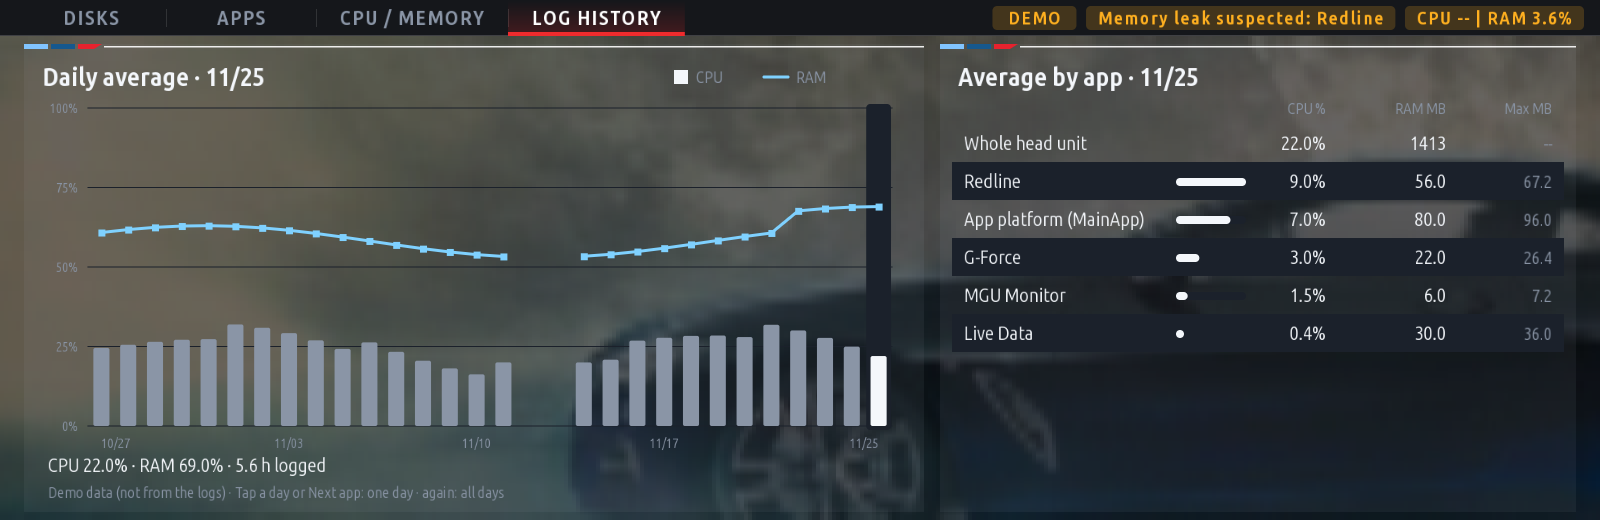 DISKS
APPS
CPU / MEMORY
LOG HISTORY
DEMO
Memory leak suspected: Redline
CPU -- | RAM 3.6%
Daily average · 11/25
CPU
RAM
100%
75%
50%
25%
0%
10/27
11/03
11/10
11/17
11/25
CPU 22.0% · RAM 69.0% · 5.6 h logged
Demo data (not from the logs) · Tap a day or Next app: one day · again: all days
Average by app · 11/25
CPU % RAM MB Max MB
Whole head unit 22.0% 1413 --
Redline 9.0% 56.0 67.2
App platform (MainApp) 7.0% 80.0 96.0
G-Force 3.0% 22.0 26.4
MGU Monitor 1.5% 6.0 7.2
Live Data 0.4% 30.0 36.0